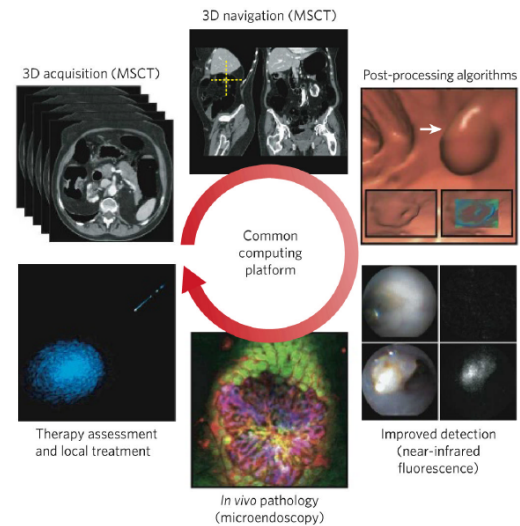 3D navigation (MSCT)
3D acquisition (MSCT)
Post-processing algorithms
Common
computing
platform
Therapy assessment
and local treatment
In vivo pathology
(microendoscopy)
Improved detection
(near-infrared
fluorescence)